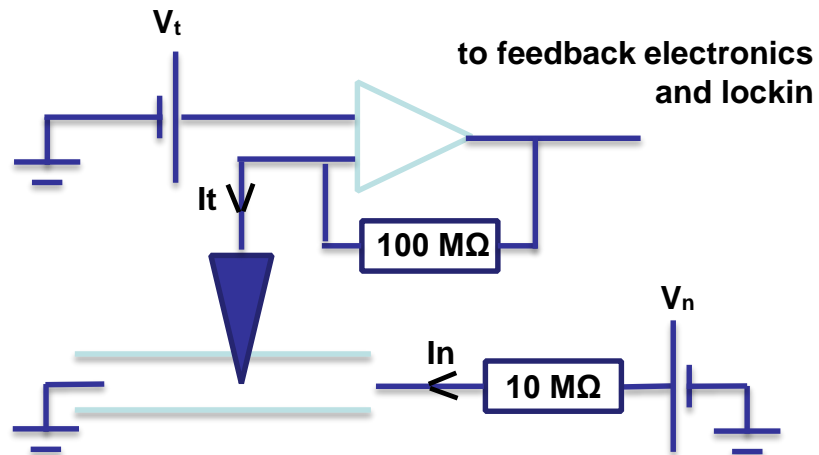 Vt
to feedback electronics
and lockin
It
100 MΩ
Vn
In
10 MΩ